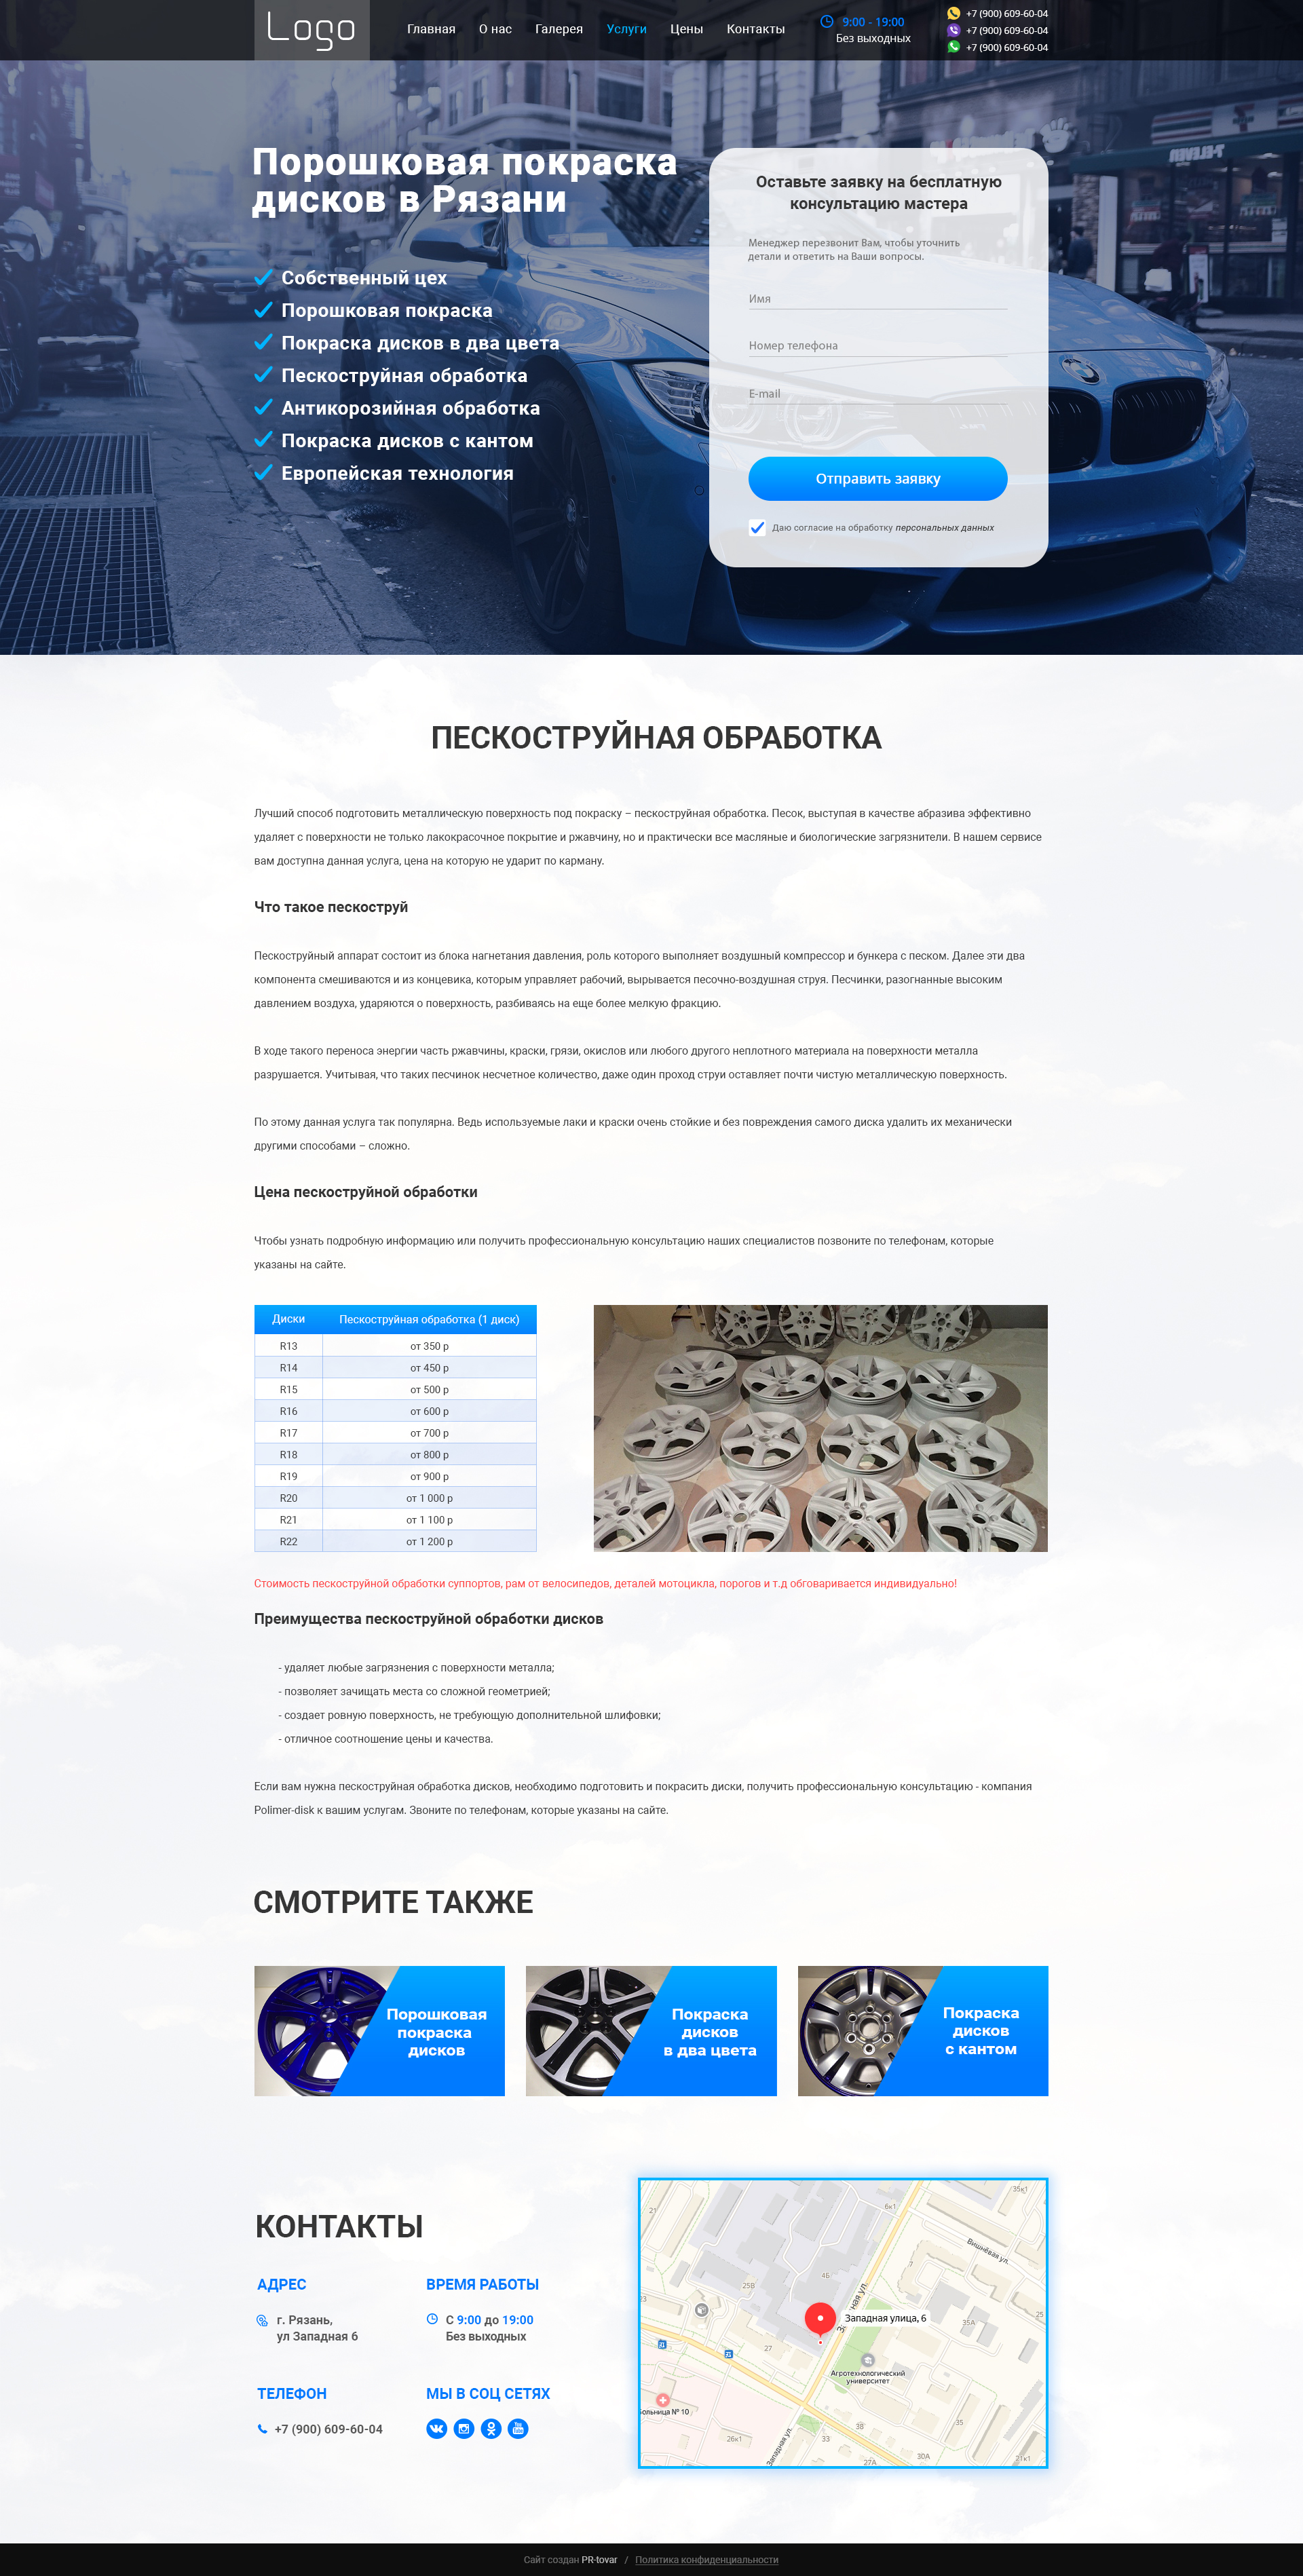 Logo
Главная
О нас
Галерея
Услуги
Цены
Контакты
9:00 - 19:00
Без выходных
+7 (900) 609-60-04
+7 (900) 609-60-04
+7 (900) 609-60-04
7-ELEVEN
Порошковая покраска
дисков в Рязани
Собственный цех
Порошковая покраска
Покраска дисков в два цвета
Пескоструйная обработка
Антикорозийная обработка
Покраска дисков с кантом
Европейская технология
Оставьте заявку на бесплатную
консультацию мастера
Менеджер перезвонит Вам, чтобы уточнить
детали и ответить на Ваши вопросы.
Имя
Номер телефона
E-mail
Отправить заявку
Даю согласие на обработку персональных данных
ПЕСКОСТРУЙНАЯ ОБРАБОТКА
Лучший способ подготовить металлическую поверхность под покраску – пескоструйная обработка. Песок, выступая в качестве абразива эффективно
удаляет с поверхности не только лакокрасочное покрытие и ржавчину, но и практически все масляные и биологические загрязнители. В нашем сервисе
вам доступна данная услуга, цена на которую не ударит по карману.
Что такое пескоструй
Пескоструйный аппарат состоит из блока нагнетания давления, роль которого выполняет воздушный компрессор и бункера с песком. Далее эти два
компонента смешиваются и из концевика, которым управляет рабочий, вырывается песочно-воздушная струя. Песчинки, разогнанные высоким
давлением воздуха, ударяются о поверхность, разбиваясь на еще более мелкую фракцию.
В ходе такого переноса энергии часть ржавчины, краски, грязи, окислов или любого другого неплотного материала на поверхности металла
разрушается. Учитывая, что таких песчинок несчетное количество, даже один проход струи оставляет почти чистую металлическую поверхность.
По этому данная услуга так популярна. Ведь используемые лаки и краски очень стойкие и без повреждения самого диска удалить их механически
другими способами – сложно.
Цена пескоструйной обработки
Чтобы узнать подробную информацию или получить профессиональную консультацию наших специалистов позвоните по телефонам, которые
указаны на сайте.
Диски Пескоструйная обработка (1 диск)
R13 от 350 р
R14 от 450 р
R15 от 500 р
R16 от 600 р
R17 от 700 р
R18 от 800 р
R19 от 900 р
R20 от 1 000 р
R21 от 1 100 р
R22 от 1 200 р
Стоимость пескоструйной обработки суппортов, рам от велосипедов, деталей мотоцикла, порогов и т.д обговаривается индивидуально!
Преимущества пескоструйной обработки дисков
- удаляет любые загрязнения с поверхности металла;
- позволяет зачищать места со сложной геометрией;
- создает ровную поверхность, не требующую дополнительной шлифовки;
- отличное соотношение цены и качества.
Если вам нужна пескоструйная обработка дисков, необходимо подготовить и покрасить диски, получить профессиональную консультацию - компания
Polimer-disk к вашим услугам. Звоните по телефонам, которые указаны на сайте.
СМОТРИТЕ ТАКЖЕ
Порошковая
покраска
дисков
Покраска
дисков
в два цвета
Покраска
дисков
с кантом
КОНТАКТЫ
АДРЕС
г. Рязань,
ул Западная 6
ВРЕМЯ РАБОТЫ
С 9:00 до 19:00
Без выходных
ТЕЛЕФОН
+7 (900) 609-60-04
МЫ В СОЦ СЕТЯХ
35к1
21
6к1
Вишнёвая ул.
7
4Б
25В
23
25
Западная улица, 6
35А
27
Агротехнологический
университет
Больница № 10
35
38
33
26к1
Западная ул.
30А
27А
21к1
Сайт создан PR-tovar / Политика конфиденциальности